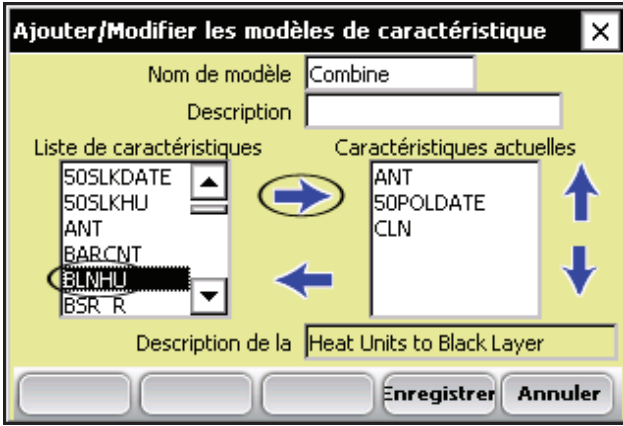 Ajouter/Modifier les modèles de caractéristique
Nom de modèle Combine
Description
Liste de caractéristiques
50SLKDATE
50SLKHU
ANT
BARCNT
BLNHU
BSR R
Caractéristiques actuelles
ANT
50POLDATE
CLN
Description de la Heat Units to Black Layer
Enregistrer Annuler